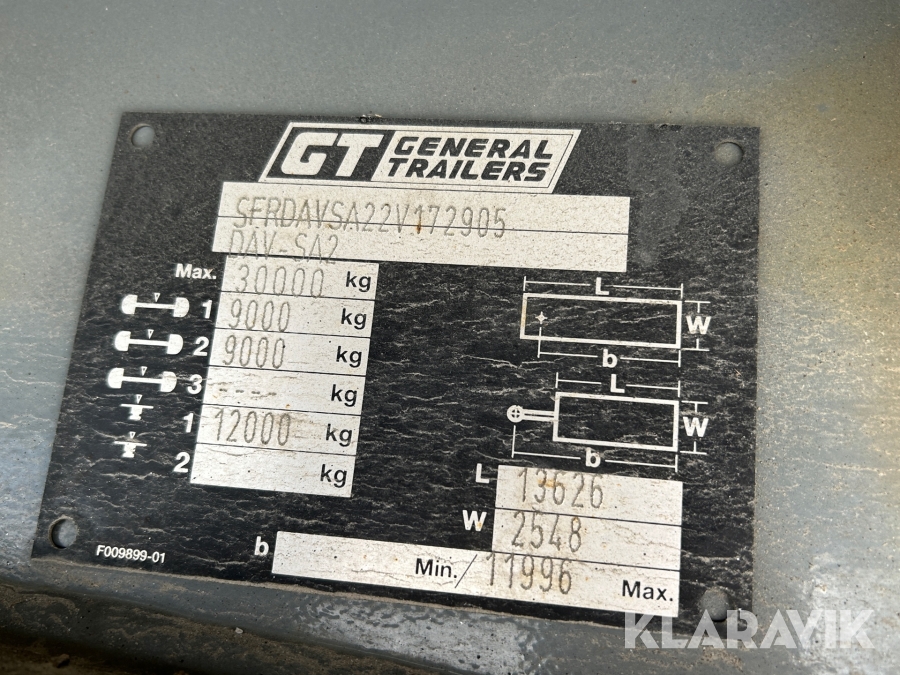 GT GENERAL TRAILERS
SFRDAVSA22V172905
DAV-SA2
Max. 30000 kg
1 9000 kg
2 9000 kg
3 ---- kg
1 12000 kg
2 kg
L
W
b
L
W
b
L 13626
W 2548
b Min./11996 Max.
F009899-01
KLARAVIK